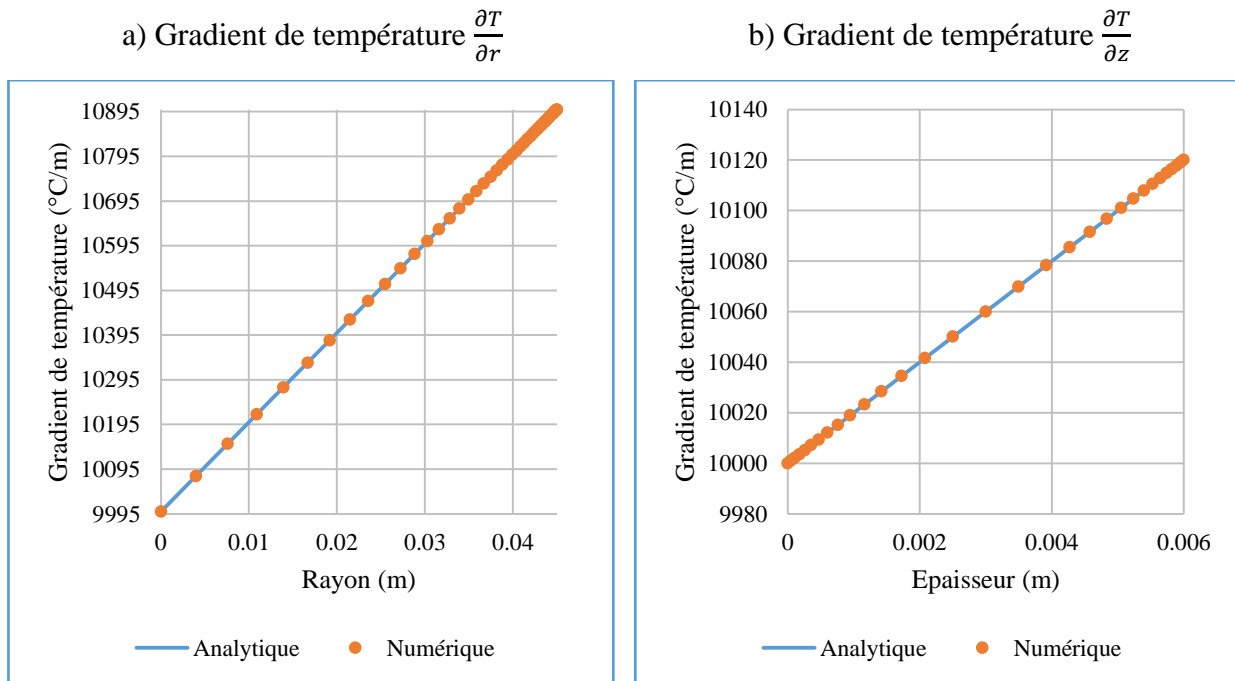 a) Gradient de température ∂T/∂r
b) Gradient de température ∂T/∂z
Gradient de température (°C/m)
10895
10795
10695
10595
10495
10395
10295
10195
10095
9995
0 0.01 0.02 0.03 0.04
Rayon (m)
Analytique Numérique
Gradient de température (°C/m)
10140
10120
10100
10080
10060
10040
10020
10000
9980
0 0.002 0.004 0.006
Epaisseur (m)
Analytique Numérique